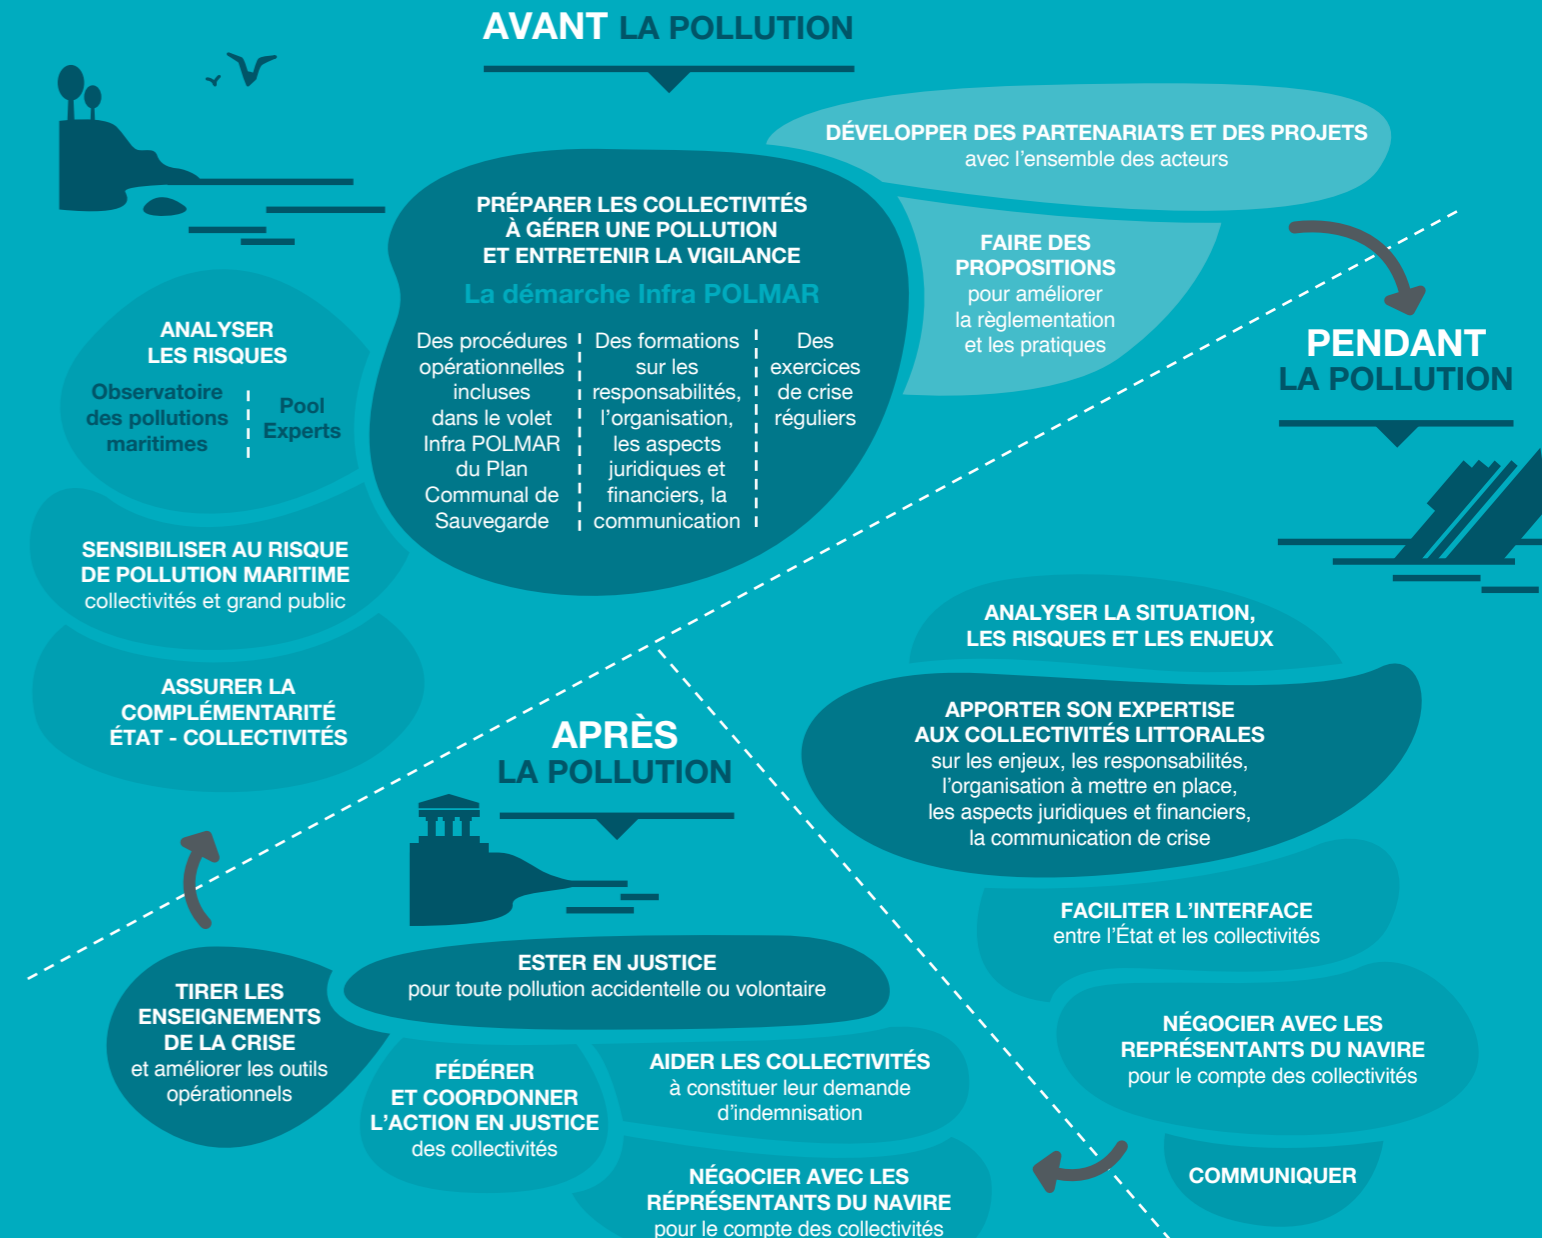 AVANT LA POLLUTION
DÉVELOPPER DES PARTENARIATS ET DES PROJETS
avec l'ensemble des acteurs
PRÉPARER LES COLLECTIVITÉS
À GÉRER UNE POLLUTION
ET ENTRETENIR LA VIGILANCE
La démarche Infra POLMAR
Des procédures
opérationnelles
incluses
dans le volet
Infra POLMAR
du Plan
Communal de
Sauvegarde
Des formations
sur les
responsabilités,
l'organisation,
les aspects
juridiques et
financiers, la
communication
Des
exercices
de crise
réguliers
FAIRE DES
PROPOSITIONS
pour améliorer
la règlementation
et les pratiques
ANALYSER
LES RISQUES
Observatoire
des pollutions
maritimes
Pool
Experts
SENSIBILISER AU RISQUE
DE POLLUTION MARITIME
collectivités et grand public
ASSURER LA
COMPLÉMENTARITÉ
ÉTAT - COLLECTIVITÉS
PENDANT
LA POLLUTION
ANALYSER LA SITUATION,
LES RISQUES ET LES ENJEUX
APPORTER SON EXPERTISE
AUX COLLECTIVITÉS LITTORALES
sur les enjeux, les responsabilités,
l'organisation à mettre en place,
les aspects juridiques et financiers,
la communication de crise
FACILITER L'INTERFACE
entre l'État et les collectivités
NÉGOCIER AVEC LES
REPRÉSENTANTS DU NAVIRE
pour le compte des collectivités
COMMUNIQUER
APRÈS
LA POLLUTION
ESTER EN JUSTICE
pour toute pollution accidentelle ou volontaire
TIRER LES
ENSEIGNEMENTS
DE LA CRISE
et améliorer les outils
opérationnels
FÉDÉRER
ET COORDONNER
L'ACTION EN JUSTICE
des collectivités
AIDER LES COLLECTIVITÉS
à constituer leur demande
d'indemnisation
NÉGOCIER AVEC LES
RÉPRÉSENTANTS DU NAVIRE
pour le compte des collectivités